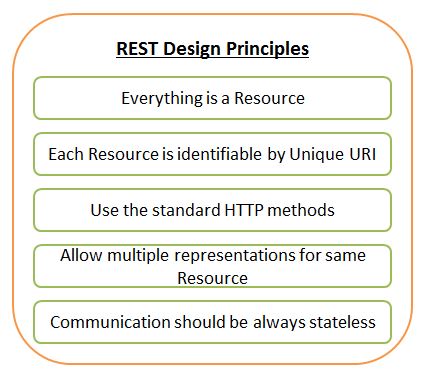 REST Design Principles
Everything is a Resource
Each Resource is identifiable by Unique URI
Use the standard HTTP methods
Allow multiple representations for same
Resource
Communication should be always stateless